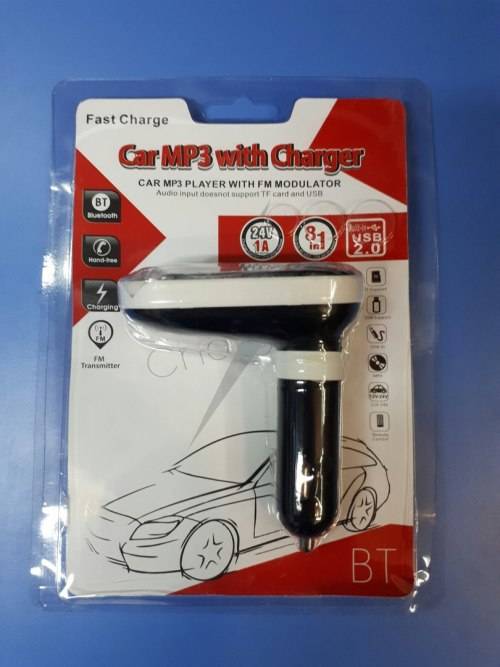 Fast Charge
Car MP3 with Charger
CAR MP3 PLAYER WITH FM MODULATOR
Audio input doesnot support TF card and USB
BT
Bluetooth
24V
1A
8-1
in1
USB
2.0
Hand-free
Charging
FM
FM
Transmitter
BT